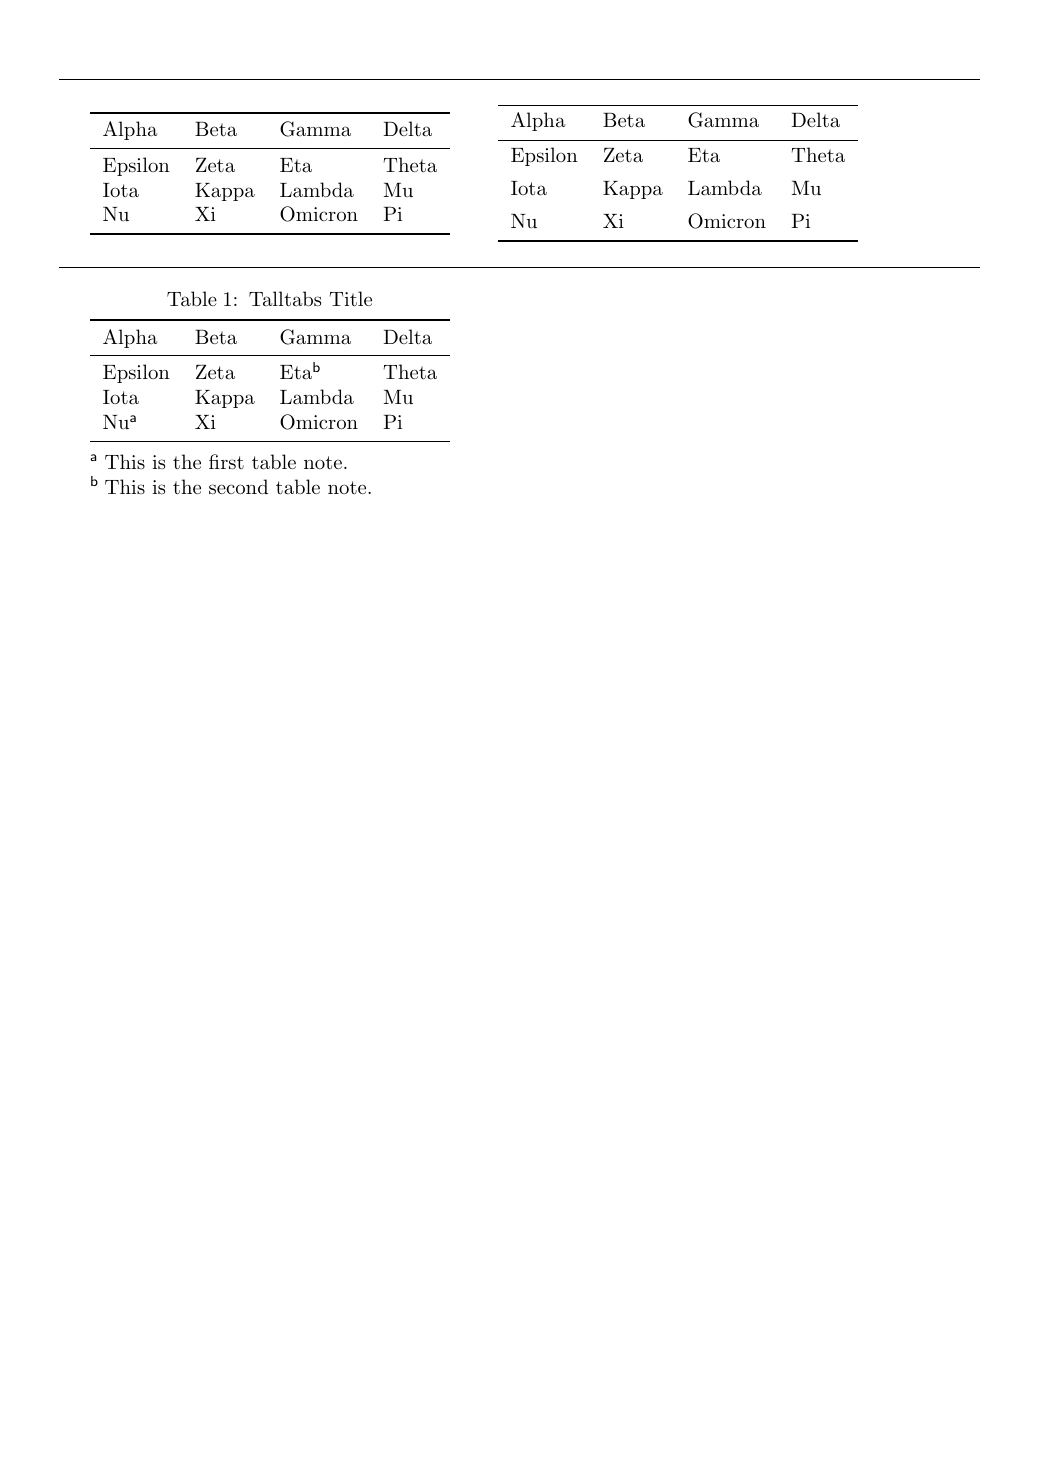 Alpha Beta Gamma Delta
Epsilon Zeta Eta Theta
Iota Kappa Lambda Mu
Nu Xi Omicron Pi
Alpha Beta Gamma Delta
Epsilon Zeta Eta Theta
Iota Kappa Lambda Mu
Nu Xi Omicron Pi
Table 1: Talltabs Title
Alpha Beta Gamma Delta
Epsilon Zeta Etaᵇ Theta
Iota Kappa Lambda Mu
Nuᵃ Xi Omicron Pi
ᵃ This is the first table note.
ᵇ This is the second table note.